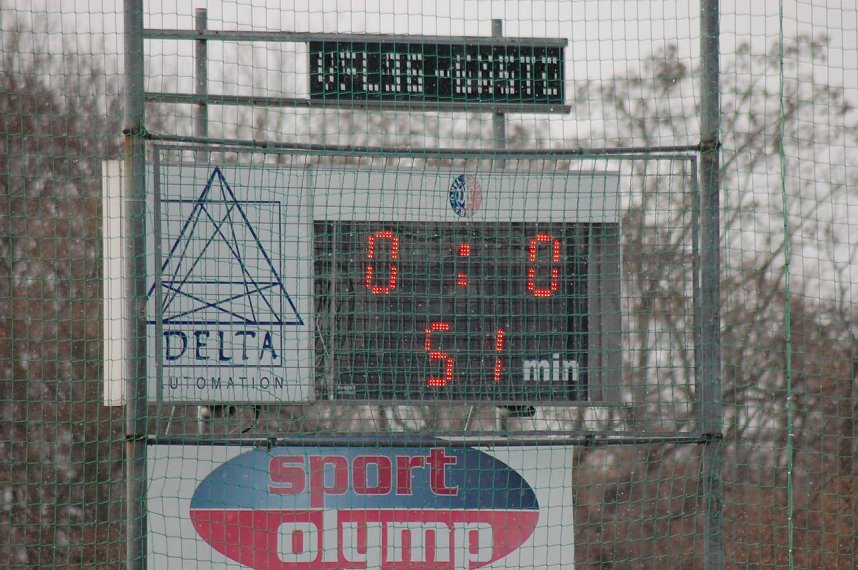 0 : 0
51 min
DELTA
UTOMATION
sport
olymp